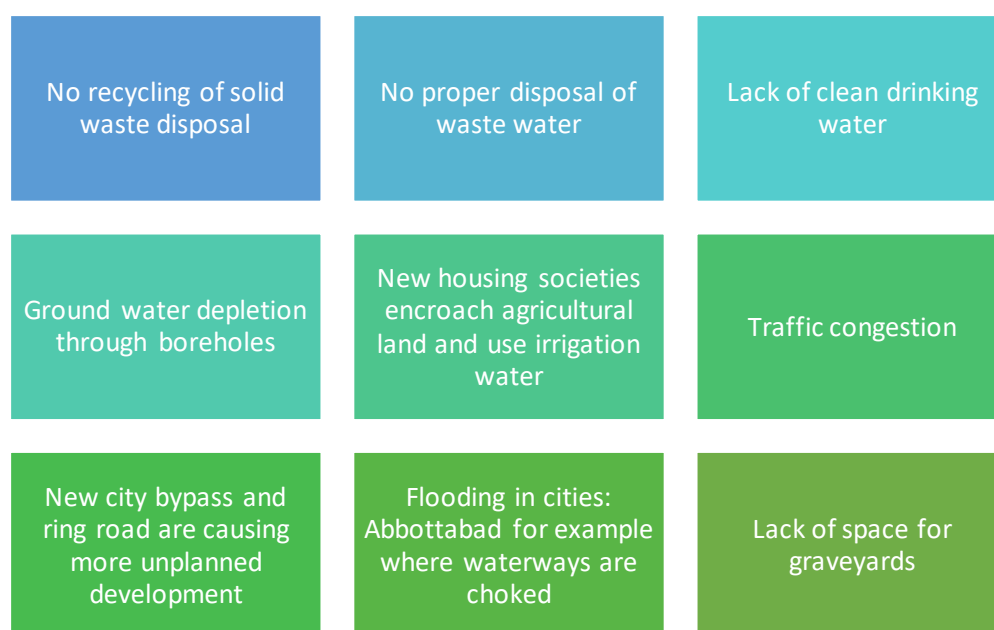 No recycling of solid
waste disposal
No proper disposal of
waste water
Lack of clean drinking
water
Ground water depletion
through boreholes
New housing societies
encroach agricultural
land and use irrigation
water
Traffic congestion
New city bypass and
ring road are causing
more unplanned
development
Flooding in cities:
Abbottabad for example
where waterways are
choked
Lack of space for
graveyards